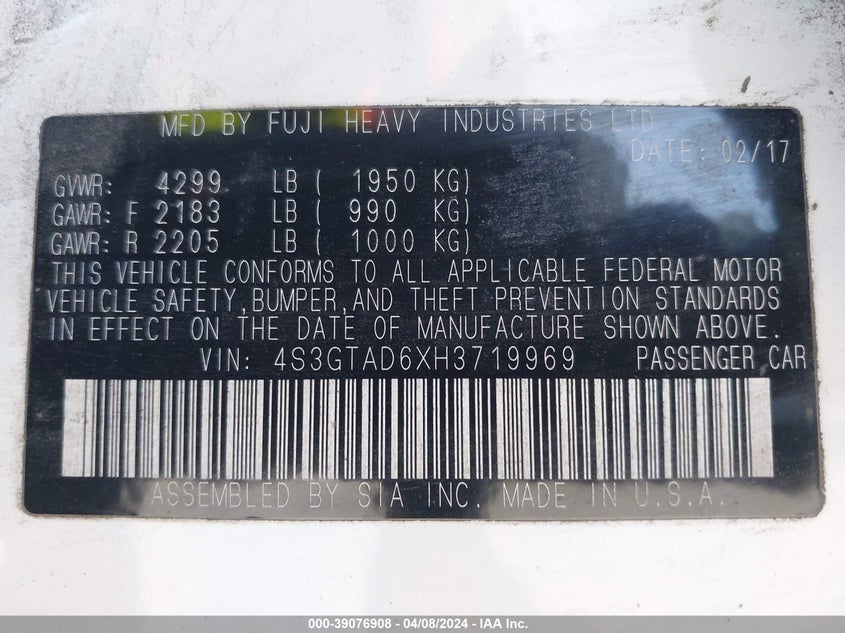 MFD BY FUJI HEAVY INDUSTRIES LTD
DATE: 02/17
GVWR: 4299 LB ( 1950 KG)
GAWR: F 2183 LB ( 990 KG)
GAWR: R 2205 LB ( 1000 KG)
THIS VEHICLE CONFORMS TO ALL APPLICABLE FEDERAL MOTOR
VEHICLE SAFETY, BUMPER, AND THEFT PREVENTION STANDARDS
IN EFFECT ON THE DATE OF MANUFACTURE SHOWN ABOVE.
VIN: 4S3GTAD6XH3719969 PASSENGER CAR
ASSEMBLED BY SIA INC. MADE IN U.S.A.
000-39076908 - 04/08/2024 - IAA Inc.